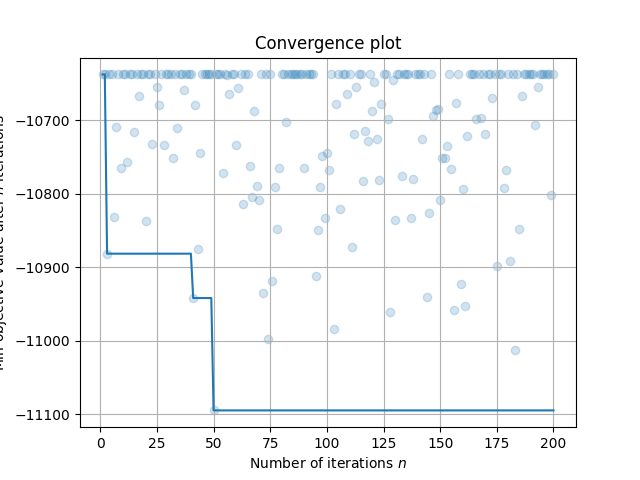 Convergence plot
Min objective value after n iterations
−10700
−10800
−10900
−11000
−11100
0 25 50 75 100 125 150 175 200
Number of iterations n